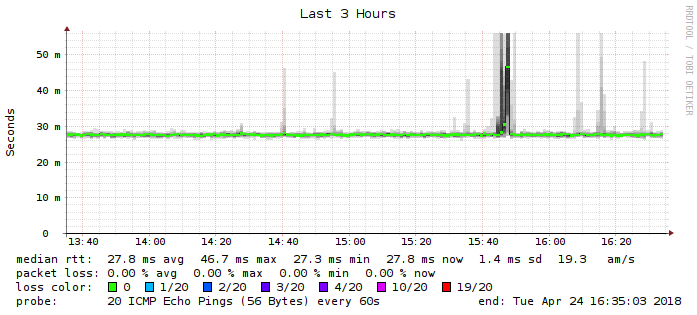 Last 3 Hours
RRDTOOL / TOBI OETIKER
Seconds
50 m
40 m
30 m
20 m
10 m
0
13:40 14:00 14:20 14:40 15:00 15:20 15:40 16:00 16:20
median rtt: 27.8 ms avg 46.7 ms max 27.3 ms min 27.8 ms now 1.4 ms sd 19.3 am/s
packet loss: 0.00 % avg 0.00 % max 0.00 % min 0.00 % now
loss color: 0 1/20 2/20 3/20 4/20 10/20 19/20
probe: 20 ICMP Echo Pings (56 Bytes) every 60s end: Tue Apr 24 16:35:03 2018